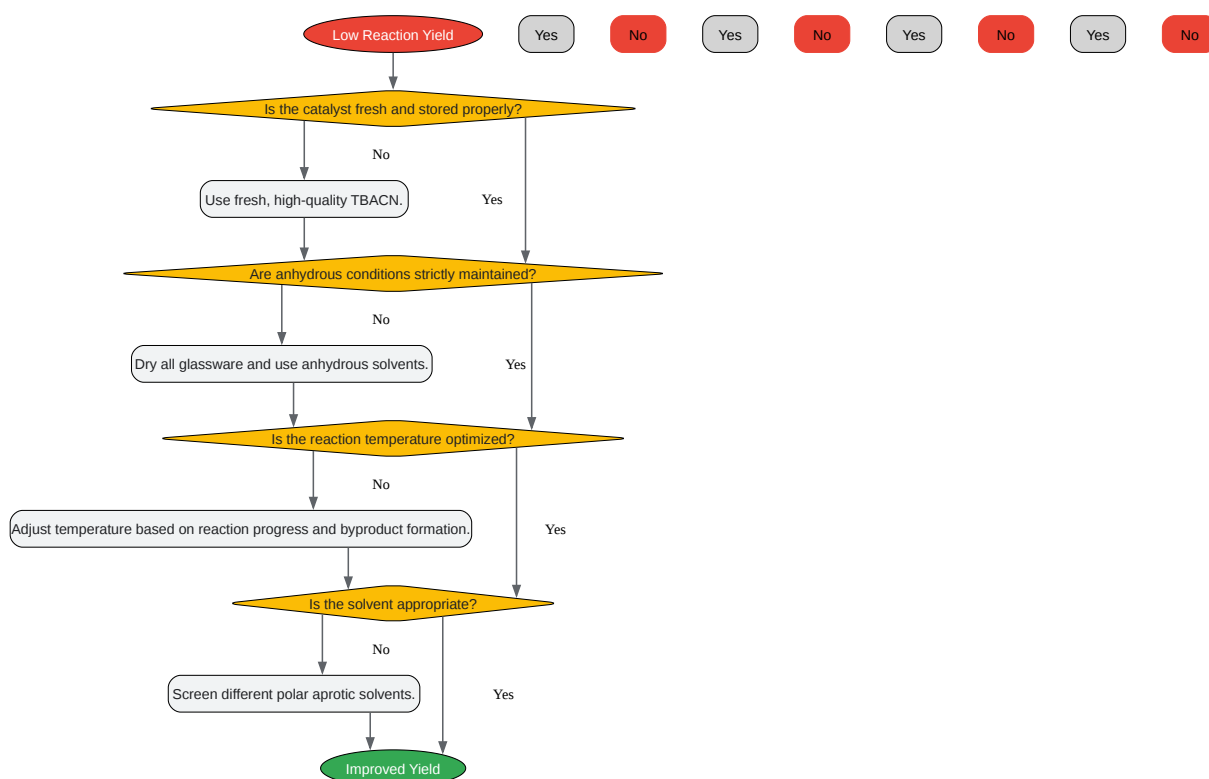 Low Reaction Yield
Yes
No
Yes
No
Yes
No
Yes
No
Is the catalyst fresh and stored properly?
No
Use fresh, high-quality TBACN.
Yes
Are anhydrous conditions strictly maintained?
No
Dry all glassware and use anhydrous solvents.
Yes
Is the reaction temperature optimized?
No
Adjust temperature based on reaction progress and byproduct formation.
Yes
Is the solvent appropriate?
No
Screen different polar aprotic solvents.
Yes
Improved Yield